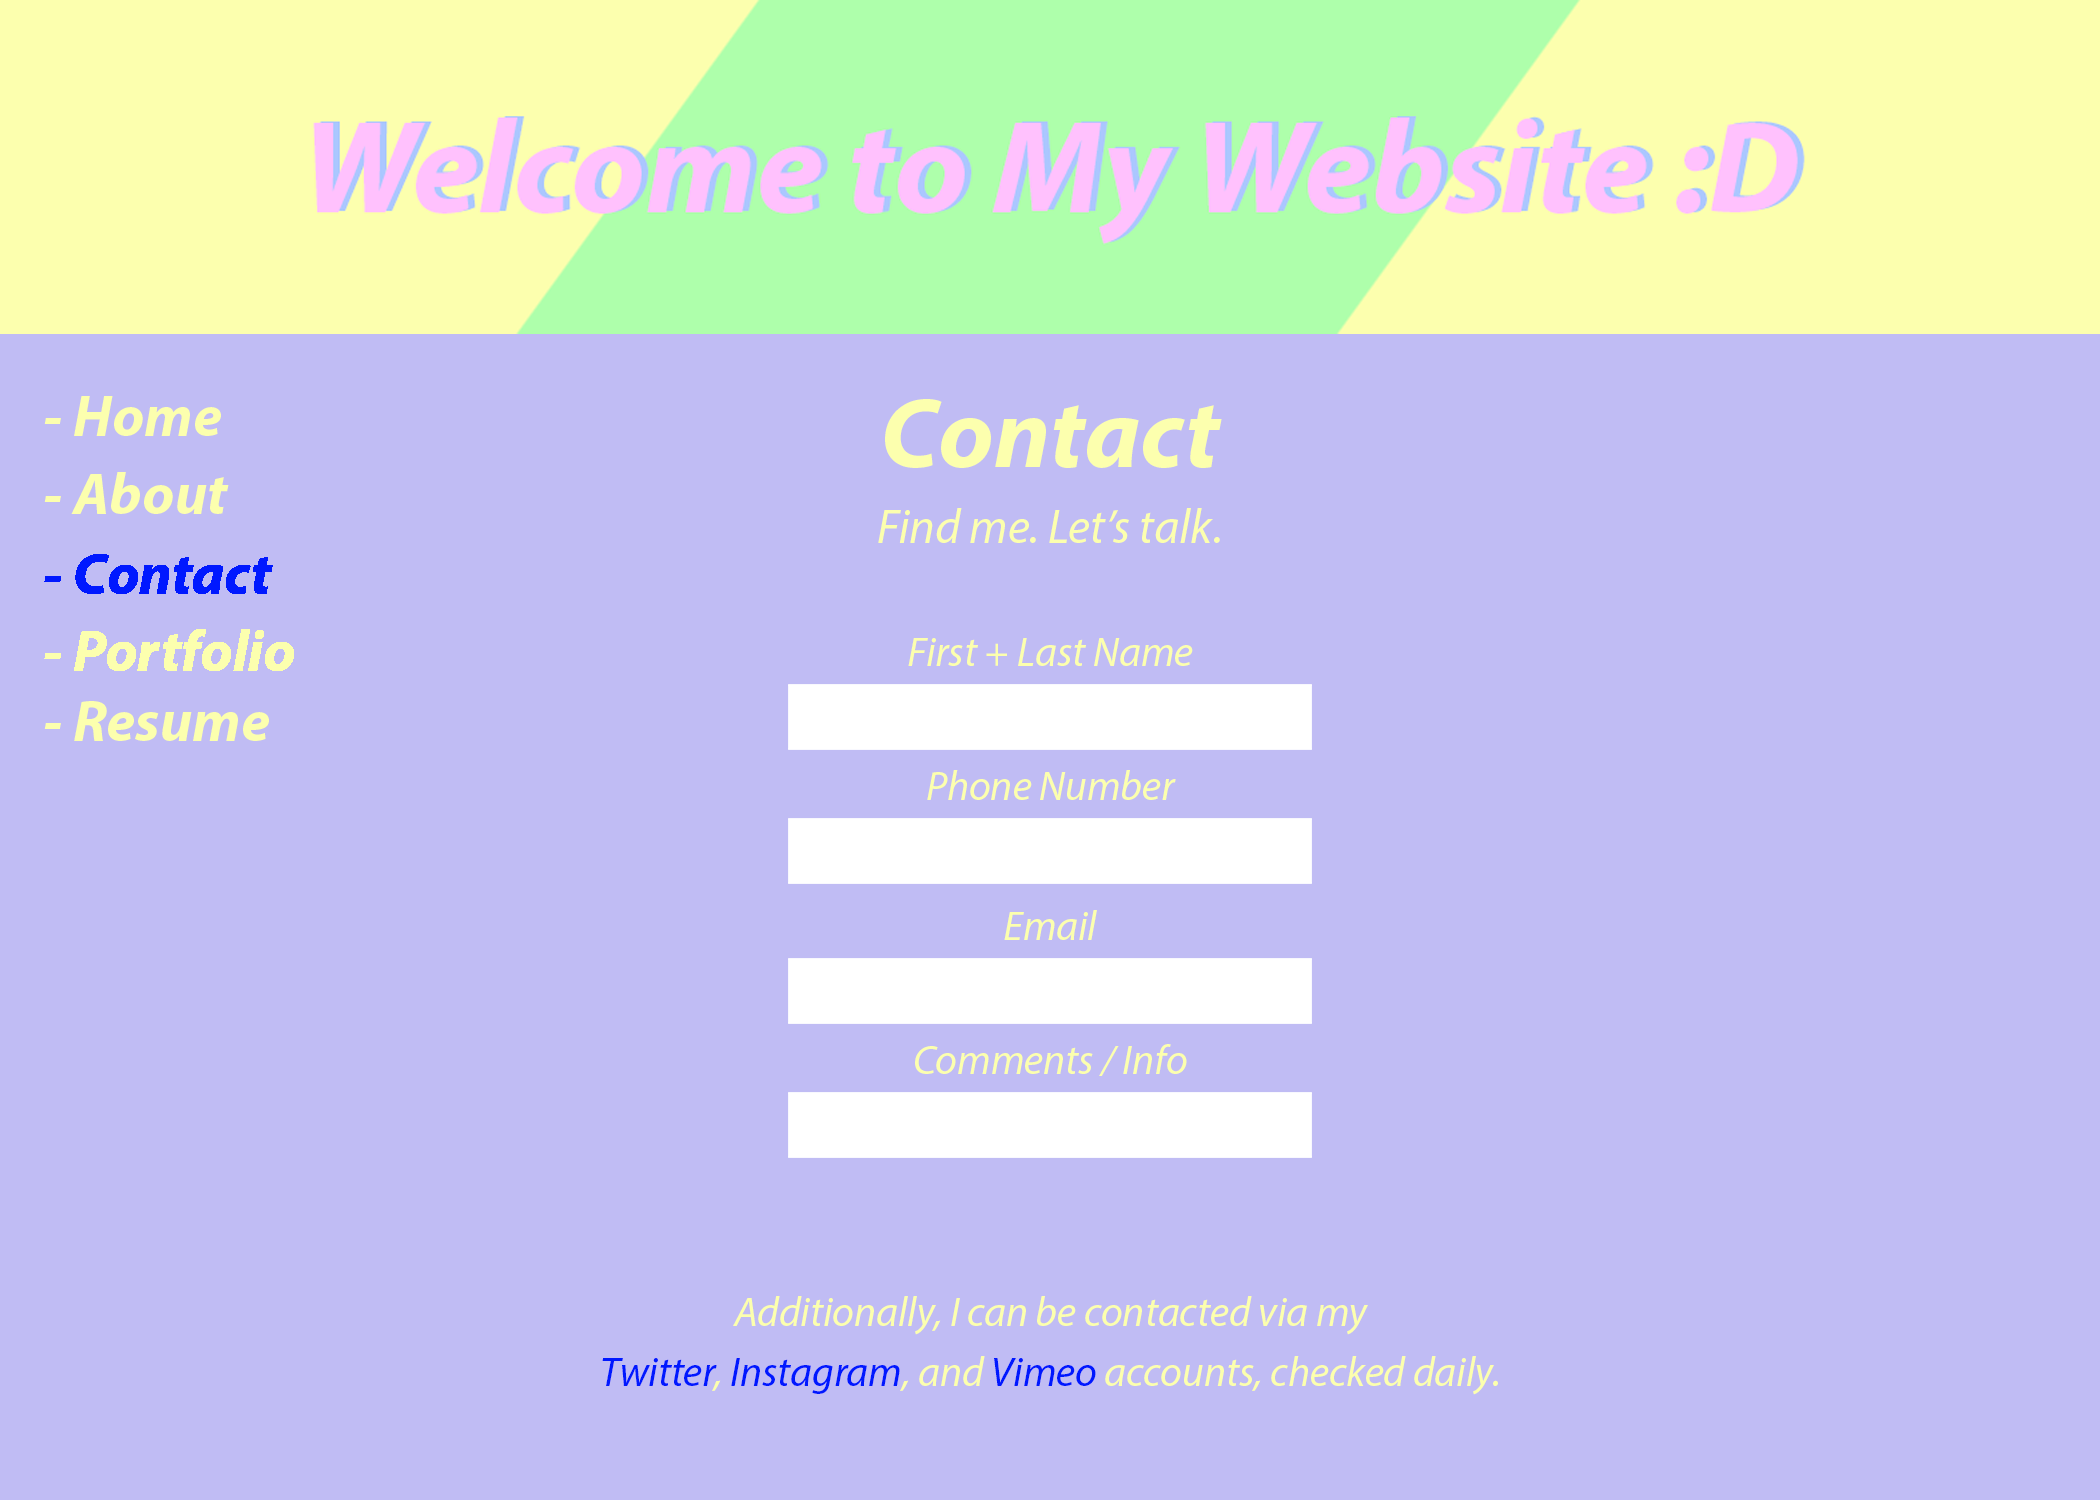 Welcome to My Website :D
- Home
- About
- Contact
- Portfolio
- Resume
Contact
Find me. Let’s talk.
First + Last Name
Phone Number
Email
Comments / Info
Additionally, I can be contacted via my
Twitter, Instagram, and Vimeo accounts, checked daily.